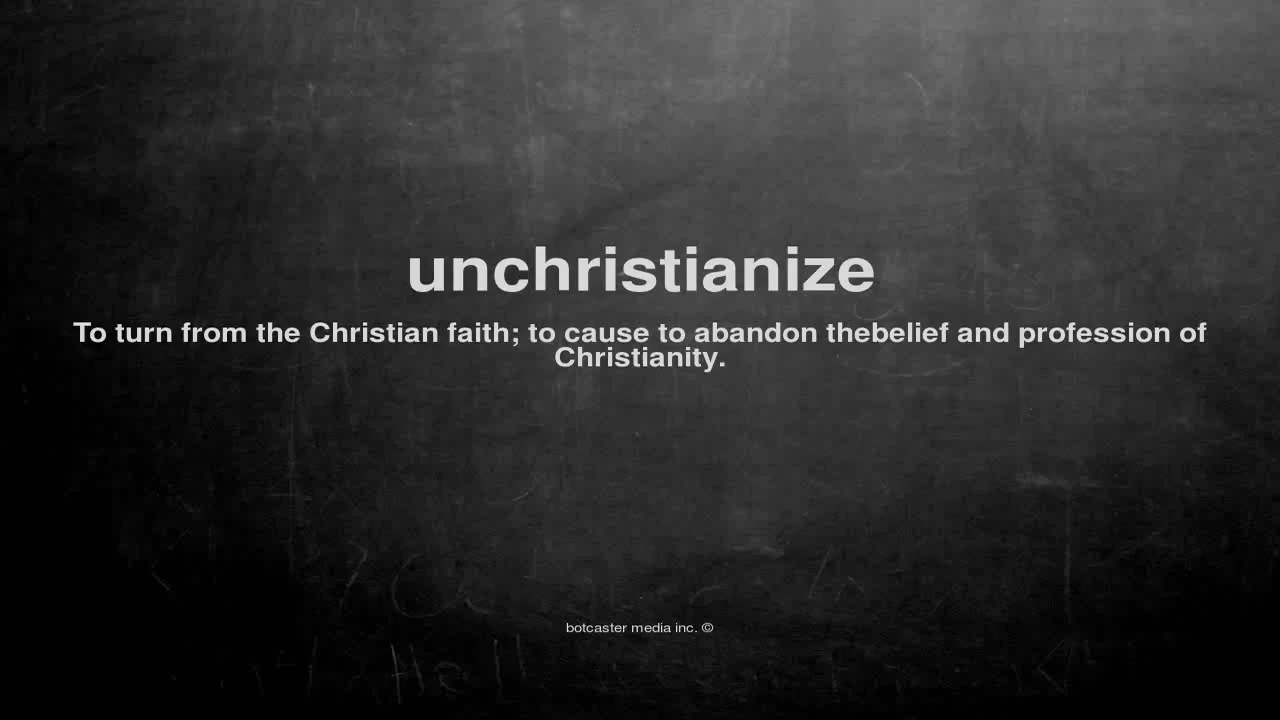 unchristianize
To turn from the Christian faith; to cause to abandon thebelief and profession of
Christianity.
botcaster media inc. ©